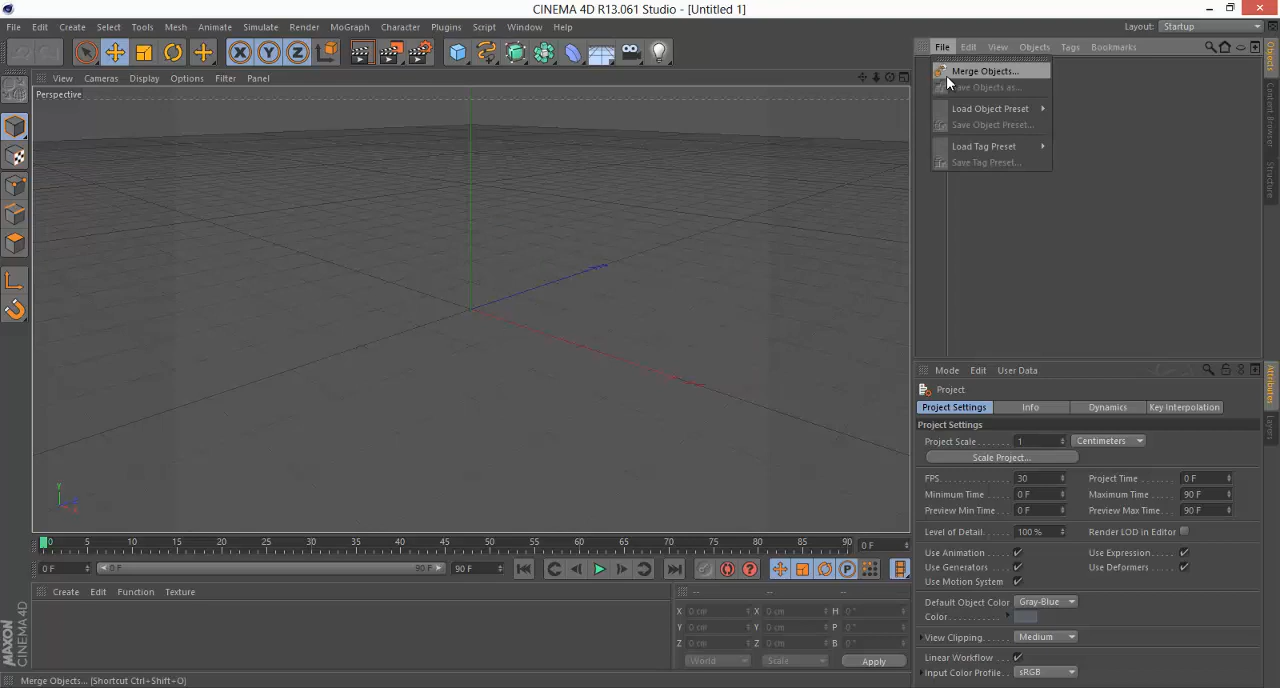 CINEMA 4D R13.061 Studio - [Untitled 1]
File Edit Create Select Tools Mesh Animate Simulate Render MoGraph Character Plugins Script Window Help Layout: Startup
X Y Z
File Edit View Objects Tags Bookmarks
Merge Objects...
Save Objects as...
Load Object Preset
Save Object Preset...
Load Tag Preset
Save Tag Preset...
View Cameras Display Options Filter Panel
Perspective
Objects
Content Browser
Structure
Y
Mode Edit User Data
Project
Project Settings Info Dynamics Key Interpolation
Project Settings
Project Scale 1 Centimeters
Scale Project...
FPS 30 Project Time 0 F
Minimum Time 0 F Maximum Time 90 F
Preview Min Time 0 F Preview Max Time 90 F
Level of Detail 100 % Render LOD in Editor
Use Animation Use Expression
Use Generators Use Deformers
Use Motion System
Default Object Color Gray-Blue
Color
View Clipping Medium
Linear Workflow
Input Color Profile sRGB
Attributes
Layers
0 5 10 15 20 25 30 35 40 45 50 55 60 65 70 75 80 85 90 0 F
0 F 0 F 90 F 90 F
P
Create Edit Function Texture
-- -- --
X 0 cm X 0 cm H 0 °
Y 0 cm Y 0 cm P 0 °
Z 0 cm Z 0 cm B 0 °
World Scale Apply
MAXON CINEMA 4D
Merge Objects... [Shortcut Ctrl+Shift+O]